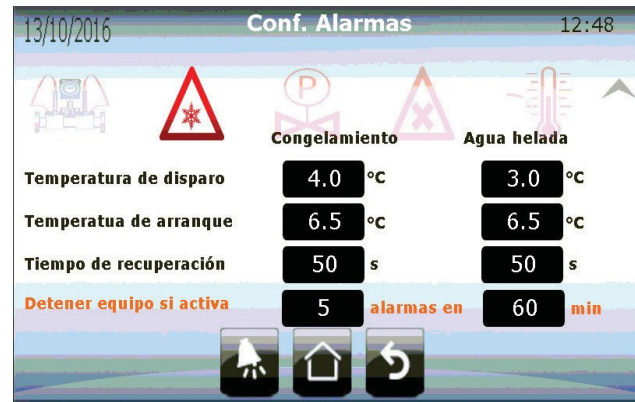 13/10/2016 Conf. Alarmas 12:48
P
Congelamiento Agua helada
Temperatura de disparo 4.0 °C 3.0 °C
Temperatua de arranque 6.5 °C 6.5 °C
Tiempo de recuperación 50 s 50 s
Detener equipo si activa 5 alarmas en 60 min